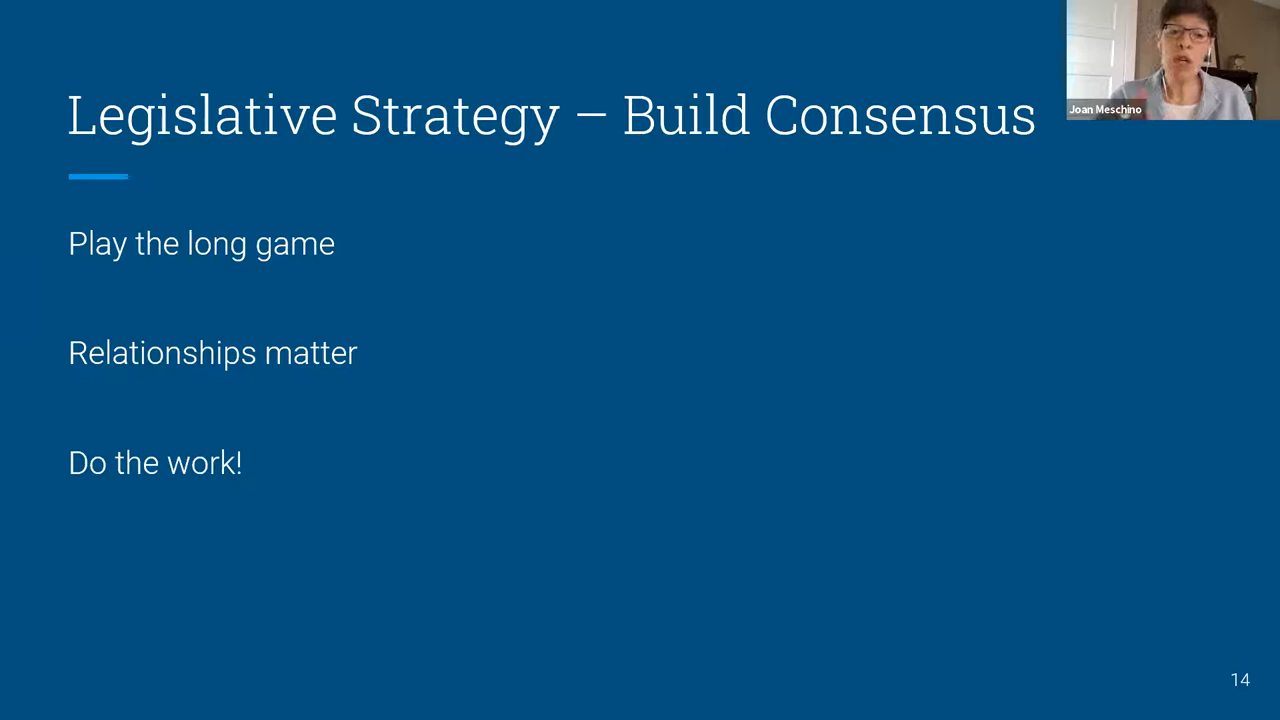 Legislative Strategy – Build Consensus
Joan Meschino
Play the long game
Relationships matter
Do the work!
14